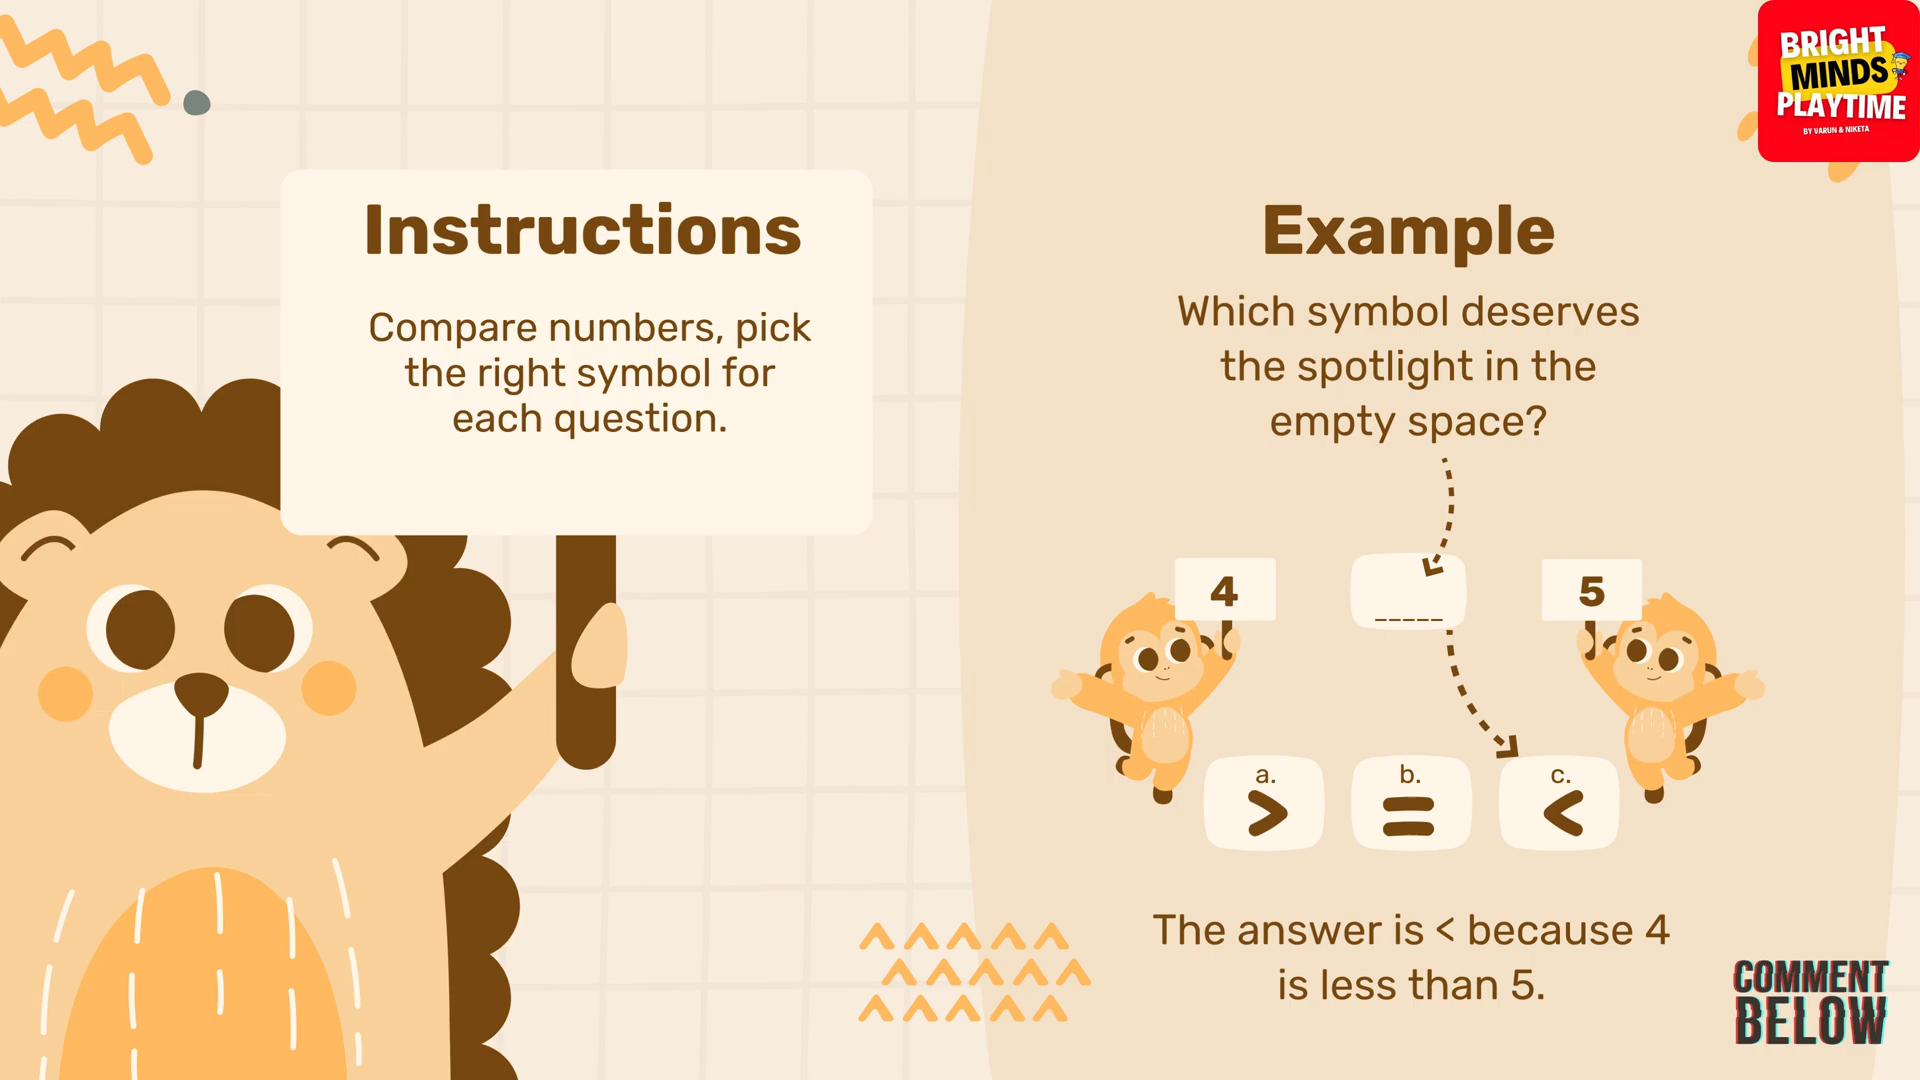 BRIGHT
MINDS
PLAYTIME
BY VARUN & NIKETA
Instructions
Compare numbers, pick
the right symbol for
each question.
Example
Which symbol deserves
the spotlight in the
empty space?
4 _____ 5
a. b. c.
> = <
The answer is < because 4
is less than 5.
COMMENT
BELOW